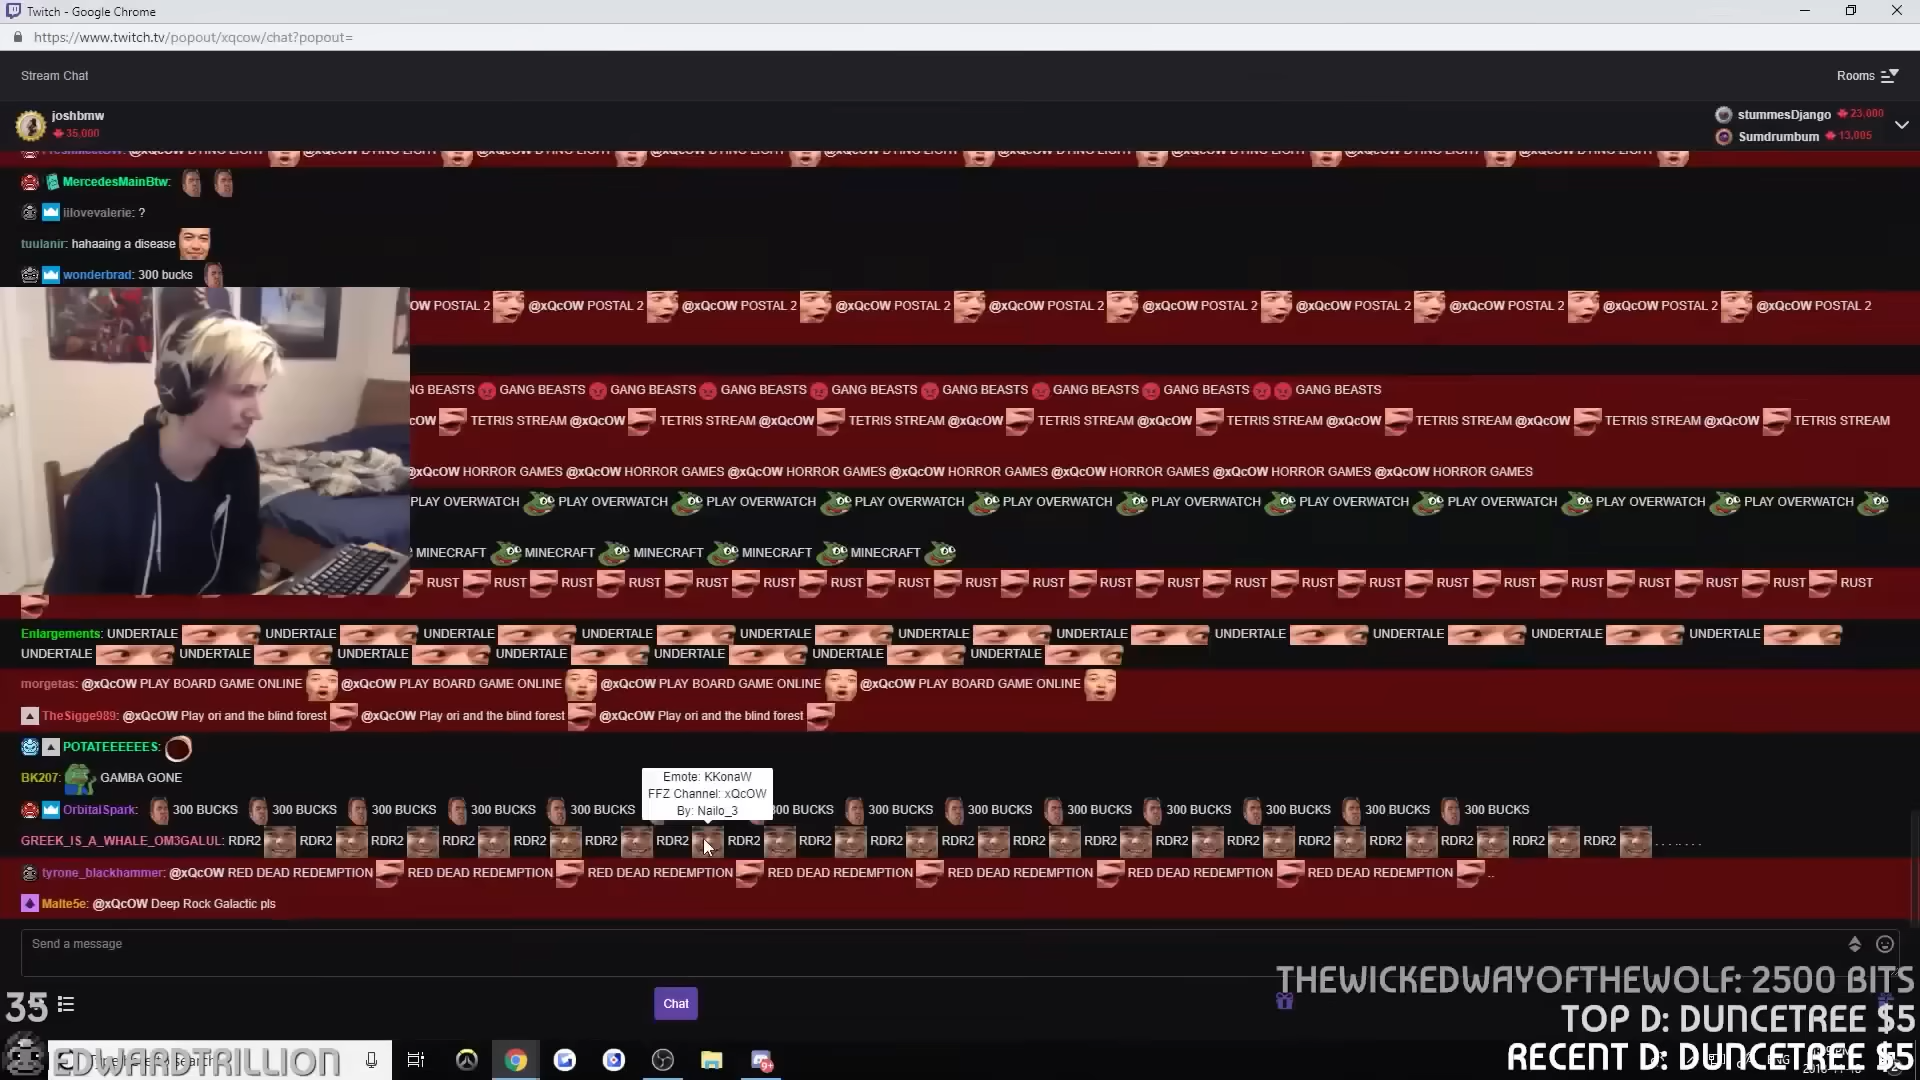 Twitch - Google Chrome
https://www.twitch.tv/popout/xqcow/chat?popout=
Stream Chat
Rooms
joshbmw
35,000
stummesDjango 23,000
Sumdrumbum 13,005
MercedesMainBtw:
iilovevalerie: ?
tuulanir: hahaaing a disease
wonderbrad: 300 bucks
OW POSTAL 2 @xQcOW POSTAL 2 @xQcOW POSTAL 2 @xQcOW POSTAL 2 @xQcOW POSTAL 2 @xQcOW POSTAL 2 @xQcOW POSTAL 2 @xQcOW POSTAL 2 @xQcOW POSTAL 2 @xQcOW POSTAL 2
NG BEASTS GANG BEASTS GANG BEASTS GANG BEASTS GANG BEASTS GANG BEASTS GANG BEASTS GANG BEASTS GANG BEASTS
cOW TETRIS STREAM @xQcOW TETRIS STREAM @xQcOW TETRIS STREAM @xQcOW TETRIS STREAM @xQcOW TETRIS STREAM @xQcOW TETRIS STREAM @xQcOW TETRIS STREAM @xQcOW TETRIS STREAM
@xQcOW HORROR GAMES @xQcOW HORROR GAMES @xQcOW HORROR GAMES @xQcOW HORROR GAMES @xQcOW HORROR GAMES @xQcOW HORROR GAMES @xQcOW HORROR GAMES
PLAY OVERWATCH PLAY OVERWATCH PLAY OVERWATCH PLAY OVERWATCH PLAY OVERWATCH PLAY OVERWATCH PLAY OVERWATCH PLAY OVERWATCH PLAY OVERWATCH PLAY OVERWATCH
MINECRAFT MINECRAFT MINECRAFT MINECRAFT MINECRAFT
RUST RUST RUST RUST RUST RUST RUST RUST RUST RUST RUST RUST RUST RUST RUST RUST RUST RUST RUST RUST RUST RUST
Enlargements: UNDERTALE UNDERTALE UNDERTALE UNDERTALE UNDERTALE UNDERTALE UNDERTALE UNDERTALE UNDERTALE UNDERTALE UNDERTALE
UNDERTALE UNDERTALE UNDERTALE UNDERTALE UNDERTALE UNDERTALE UNDERTALE
morgetas: @xQcOW PLAY BOARD GAME ONLINE @xQcOW PLAY BOARD GAME ONLINE @xQcOW PLAY BOARD GAME ONLINE @xQcOW PLAY BOARD GAME ONLINE
TheSigge989: @xQcOW Play ori and the blind forest @xQcOW Play ori and the blind forest @xQcOW Play ori and the blind forest
POTATEEEEEES:
BK207: GAMBA GONE
Emote: KKonaW
FFZ Channel: xQcOW
By: Nailo_3
OrbitalSpark: 300 BUCKS 300 BUCKS 300 BUCKS 300 BUCKS 300 BUCKS 300 BUCKS 300 BUCKS 300 BUCKS 300 BUCKS 300 BUCKS 300 BUCKS 300 BUCKS 300 BUCKS
GREEK_IS_A_WHALE_OM3GALUL: RDR2 RDR2 RDR2 RDR2 RDR2 RDR2 RDR2 RDR2 RDR2 RDR2 RDR2 RDR2 RDR2 RDR2 RDR2 RDR2 RDR2 RDR2 RDR2 RDR2 . . . . . . .
tyrone_blackhammer: @xQcOW RED DEAD REDEMPTION RED DEAD REDEMPTION RED DEAD REDEMPTION RED DEAD REDEMPTION RED DEAD REDEMPTION RED DEAD REDEMPTION RED DEAD REDEMPTION ..
Malte5e: @xQcOW Deep Rock Galactic pls
Send a message
THEWICKEDWAYOFTHEWOLF: 2500 BITS
35
Chat
TOP D: DUNCETREE $5
EDWARDTRILLION
9+
RECENT D: DUNCETREE $5